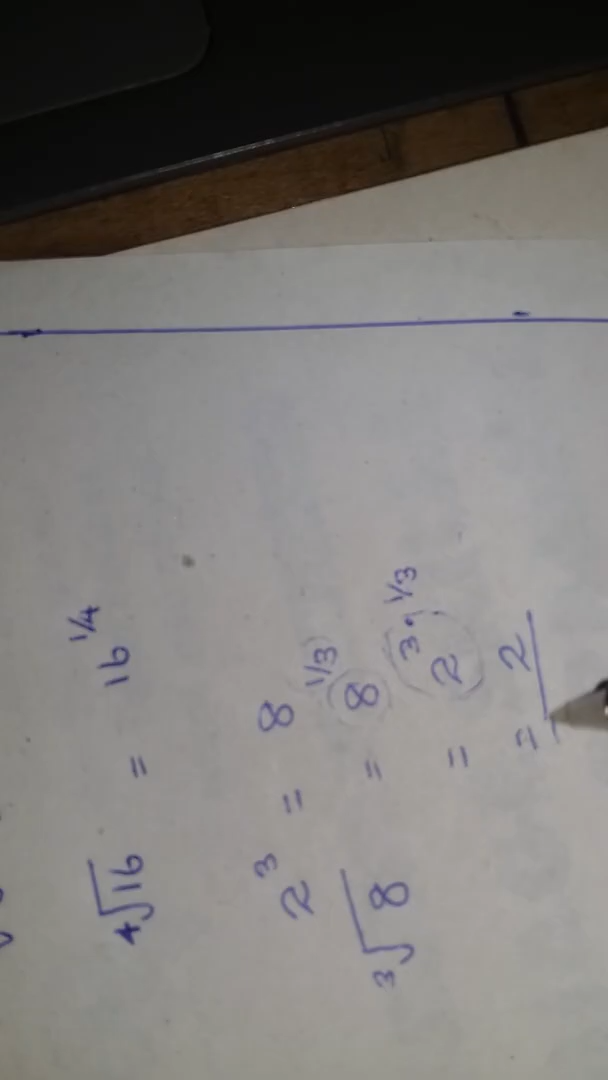 ⁴√16 = 16^1/4
2³ = 8
³√8 = 8^1/3
= 2^3·1/3
= 2